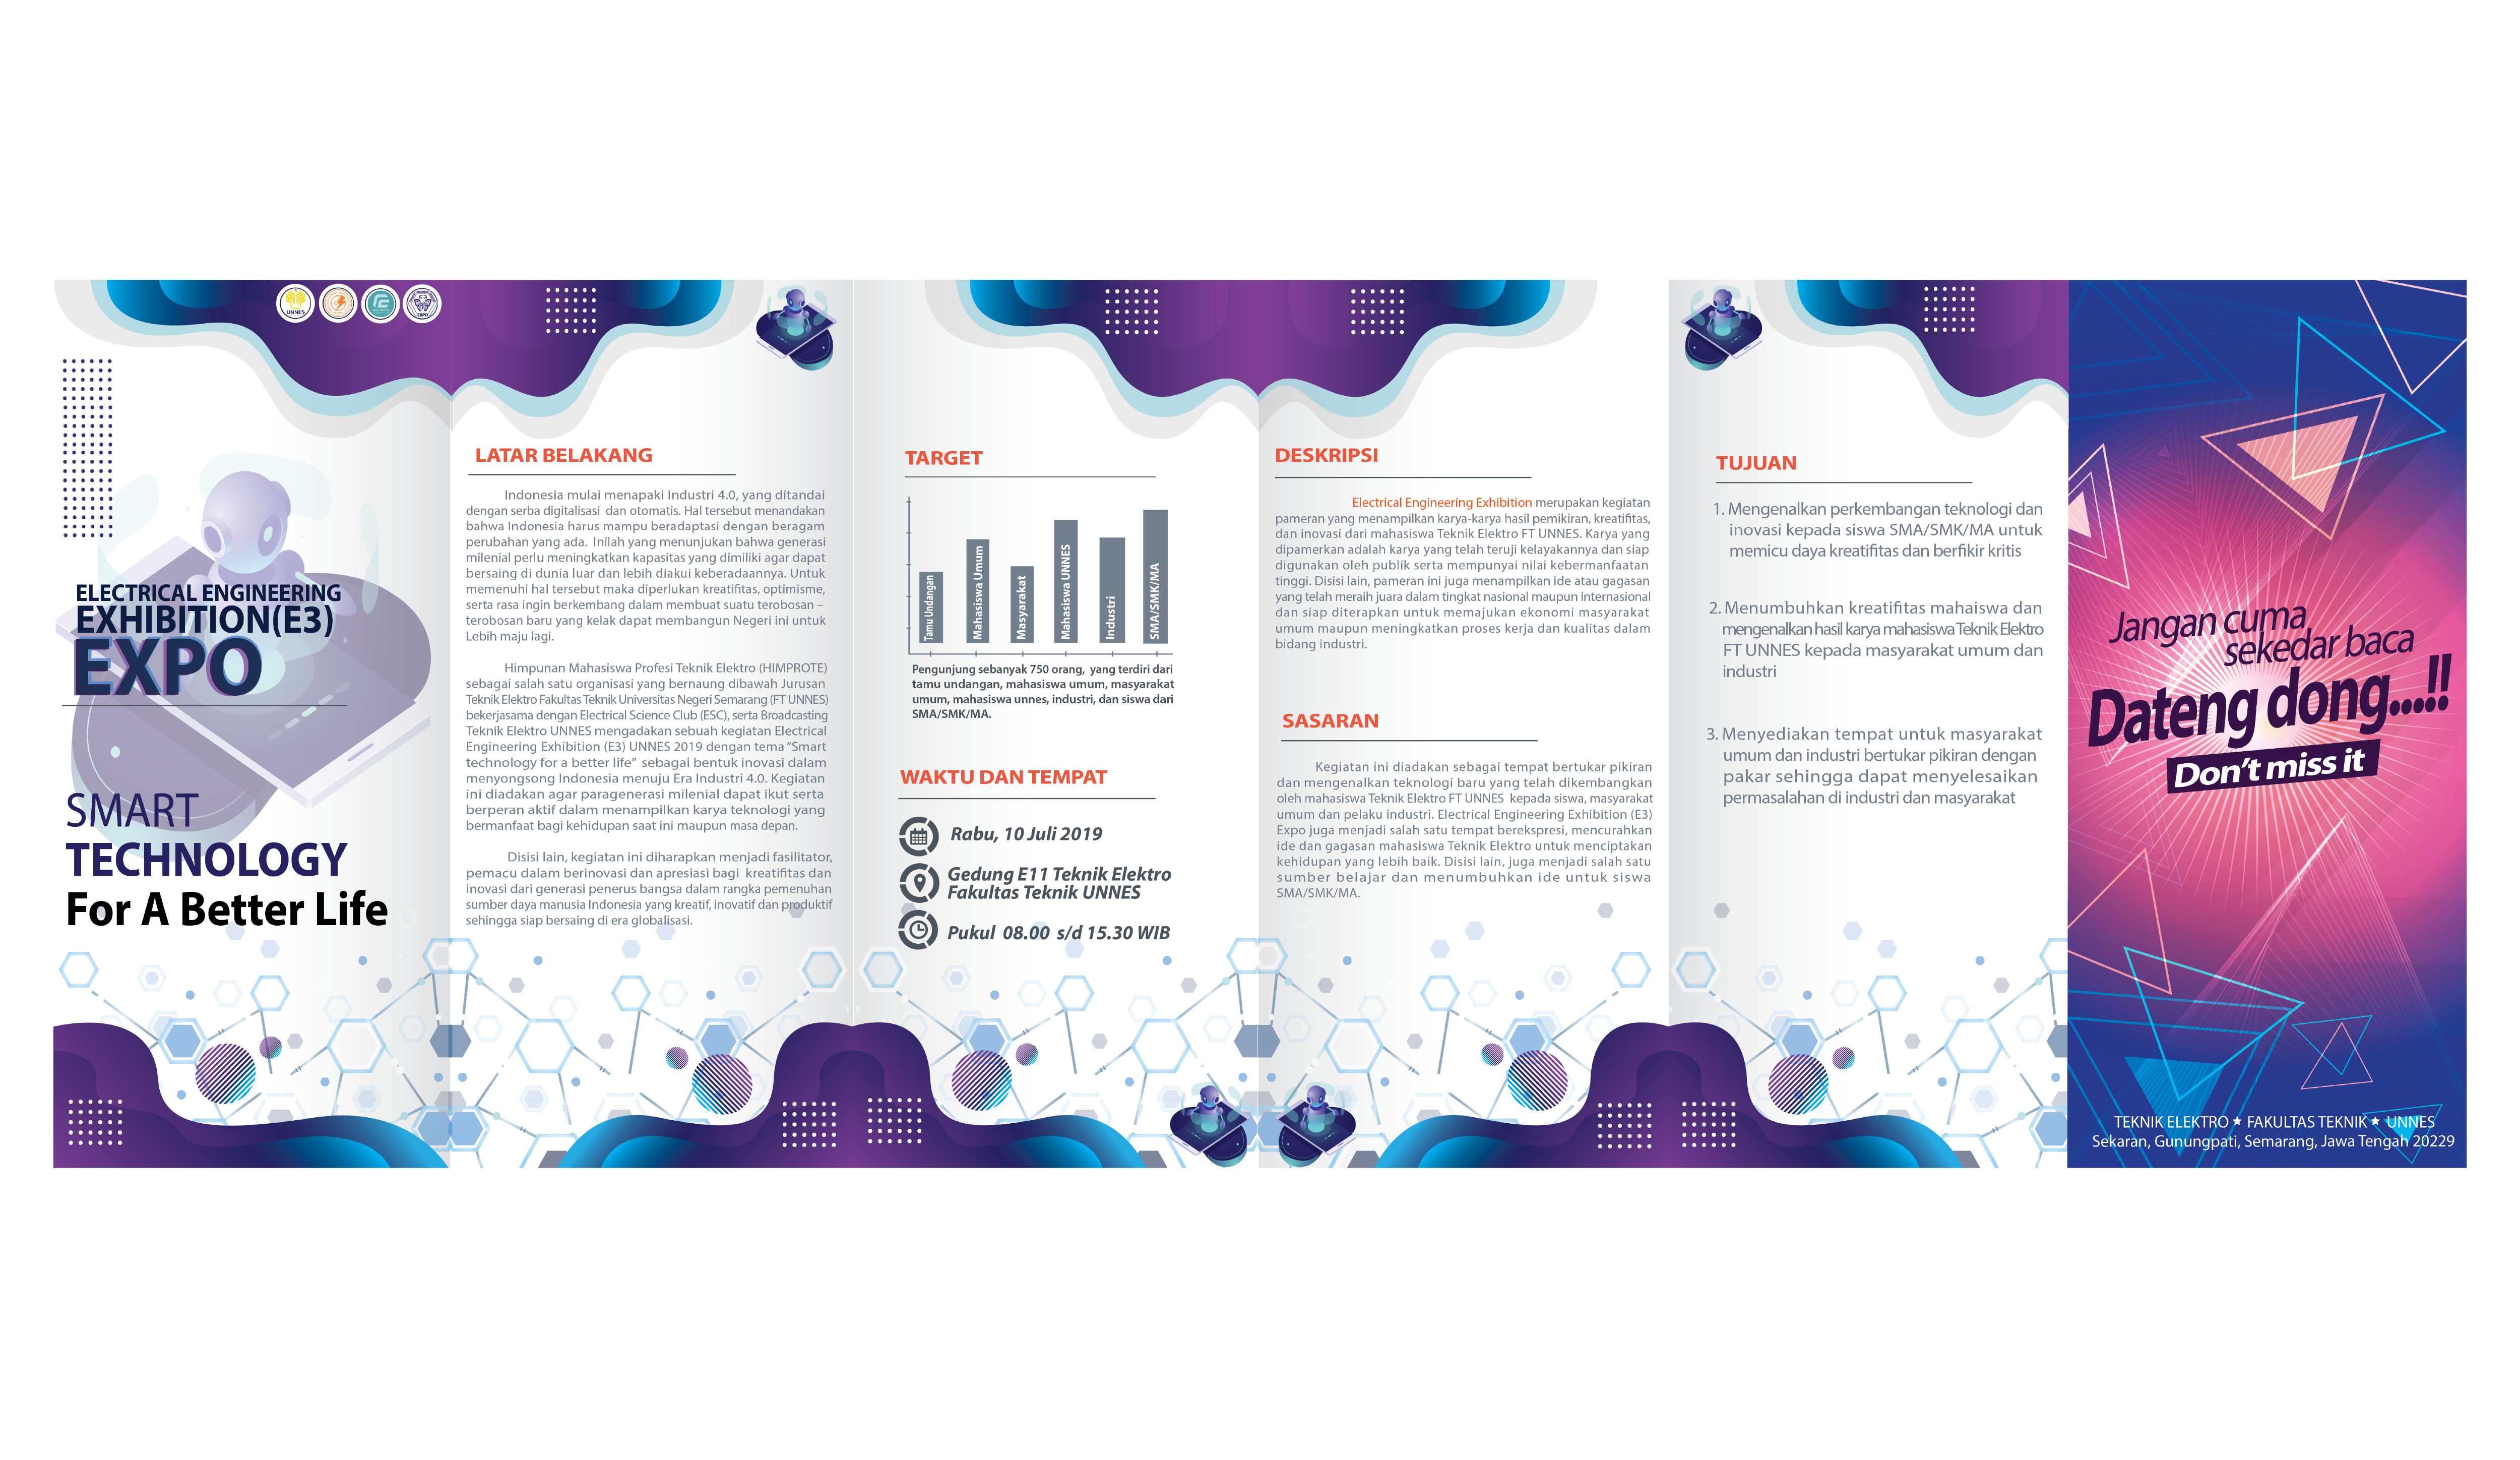 UNNES
EXPO
ELECTRICAL ENGINEERING
EXHIBITION(E3)
EXPO
SMART
TECHNOLOGY
For A Better Life
LATAR BELAKANG
Indonesia mulai menapaki Industri 4.0, yang ditandai
dengan serba digitalisasi dan otomatis. Hal tersebut menandakan
bahwa Indonesia harus mampu beradaptasi dengan beragam
perubahan yang ada. Inilah yang menunjukan bahwa generasi
milenial perlu meningkatkan kapasitas yang dimiliki agar dapat
bersaing di dunia luar dan lebih diakui keberadaannya. Untuk
memenuhi hal tersebut maka diperlukan kreatifitas, optimisme,
serta rasa ingin berkembang dalam membuat suatu terobosan –
terobosan baru yang kelak dapat membangun Negeri ini untuk
Lebih maju lagi.
Himpunan Mahasiswa Profesi Teknik Elektro (HIMPROTE)
sebagai salah satu organisasi yang bernaung dibawah Jurusan
Teknik Elektro Fakultas Teknik Universitas Negeri Semarang (FT UNNES)
bekerjasama dengan Electrical Science Club (ESC), serta Broadcasting
Teknik Elektro UNNES mengadakan sebuah kegiatan Electrical
Engineering Exhibition (E3) UNNES 2019 dengan tema “Smart
technology for a better life” sebagai bentuk inovasi dalam
menyongsong Indonesia menuju Era Industri 4.0. Kegiatan
ini diadakan agar paragenerasi milenial dapat ikut serta
berperan aktif dalam menampilkan karya teknologi yang
bermanfaat bagi kehidupan saat ini maupun masa depan.
Disisi lain, kegiatan ini diharapkan menjadi fasilitator,
pemacu dalam berinovasi dan apresiasi bagi kreatifitas dan
inovasi dari generasi penerus bangsa dalam rangka pemenuhan
sumber daya manusia Indonesia yang kreatif, inovatif dan produktif
sehingga siap bersaing di era globalisasi.
TARGET
Tamu Undangan
Mahasiswa Umum
Masyarakat
Mahasiswa UNNES
Industri
SMA/SMK/MA
Pengunjung sebanyak 750 orang, yang terdiri dari
tamu undangan, mahasiswa umum, masyarakat
umum, mahasiswa unnes, industri, dan siswa dari
SMA/SMK/MA.
WAKTU DAN TEMPAT
Rabu, 10 Juli 2019
Gedung E11 Teknik Elektro
Fakultas Teknik UNNES
Pukul 08.00 s/d 15.30 WIB
DESKRIPSI
Electrical Engineering Exhibition merupakan kegiatan
pameran yang menampilkan karya-karya hasil pemikiran, kreatifitas,
dan inovasi dari mahasiswa Teknik Elektro FT UNNES. Karya yang
dipamerkan adalah karya yang telah teruji kelayakannya dan siap
digunakan oleh publik serta mempunyai nilai kebermanfaatan
tinggi. Disisi lain, pameran ini juga menampilkan ide atau gagasan
yang telah meraih juara dalam tingkat nasional maupun internasional
dan siap diterapkan untuk memajukan ekonomi masyarakat
umum maupun meningkatkan proses kerja dan kualitas dalam
bidang industri.
SASARAN
Kegiatan ini diadakan sebagai tempat bertukar pikiran
dan mengenalkan teknologi baru yang telah dikembangkan
oleh mahasiswa Teknik Elektro FT UNNES kepada siswa, masyarakat
umum dan pelaku industri. Electrical Engineering Exhibition (E3)
Expo juga menjadi salah satu tempat berekspresi, mencurahkan
ide dan gagasan mahasiswa Teknik Elektro untuk menciptakan
kehidupan yang lebih baik. Disisi lain, juga menjadi salah satu
sumber belajar dan menumbuhkan ide untuk siswa
SMA/SMK/MA.
TUJUAN
1. Mengenalkan perkembangan teknologi dan
inovasi kepada siswa SMA/SMK/MA untuk
memicu daya kreatifitas dan berfikir kritis
2. Menumbuhkan kreatifitas mahaiswa dan
mengenalkan hasil karya mahasiswa Teknik Elektro
FT UNNES kepada masyarakat umum dan
industri
3. Menyediakan tempat untuk masyarakat
umum dan industri bertukar pikiran dengan
pakar sehingga dapat menyelesaikan
permasalahan di industri dan masyarakat
Jangan cuma
sekedar baca
Dateng dong.....!!
Don't miss it
TEKNIK ELEKTRO ★ FAKULTAS TEKNIK ★ UNNES
Sekaran, Gunungpati, Semarang, Jawa Tengah 20229